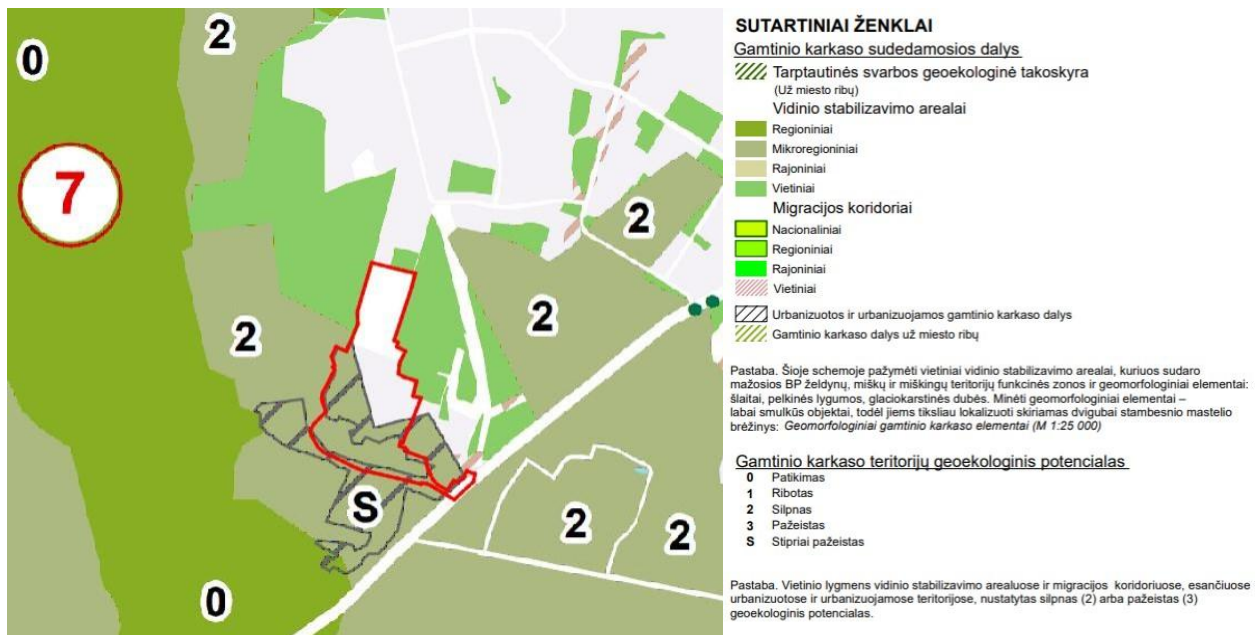 0
2
7
2
2
2
S
2
2
0
SUTARTINIAI ŽENKLAI
Gamtinio karkaso sudedamosios dalys
Tarptautinės svarbos geoekologinė takoskyra
(Už miesto ribų)
Vidinio stabilizavimo arealai
Regioniniai
Mikroregioniniai
Rajoniniai
Vietiniai
Migracijos koridoriai
Nacionaliniai
Regioniniai
Rajoniniai
Vietiniai
Urbanizuotos ir urbanizuojamos gamtinio karkaso dalys
Gamtinio karkaso dalys už miesto ribų
Pastaba. Šioje schemoje pažymėti vietiniai vidinio stabilizavimo arealai, kuriuos sudaro
mažosios BP želdynų, miškų ir miškingų teritorijų funkcinės zonos ir geomorfologiniai elementai:
šlaitai, pelkinės lygumos, glaciokarstinės dubės. Minėti geomorfologiniai elementai –
labai smulkūs objektai, todėl jiems tiksliau lokalizuoti skiriamas dvigubai stambesnio mastelio
brėžinys: Geomorfologiniai gamtinio karkaso elementai (M 1:25 000)
Gamtinio karkaso teritorijų geoekologinis potencialas
0 Patikimas
1 Ribotas
2 Silpnas
3 Pažeistas
S Stipriai pažeistas
Pastaba. Vietinio lygmens vidinio stabilizavimo arealuose ir migracijos koridoriuose, esančiuose
urbanizuotose ir urbanizuojamose teritorijose, nustatytas silpnas (2) arba pažeistas (3)
geoekologinis potencialas.